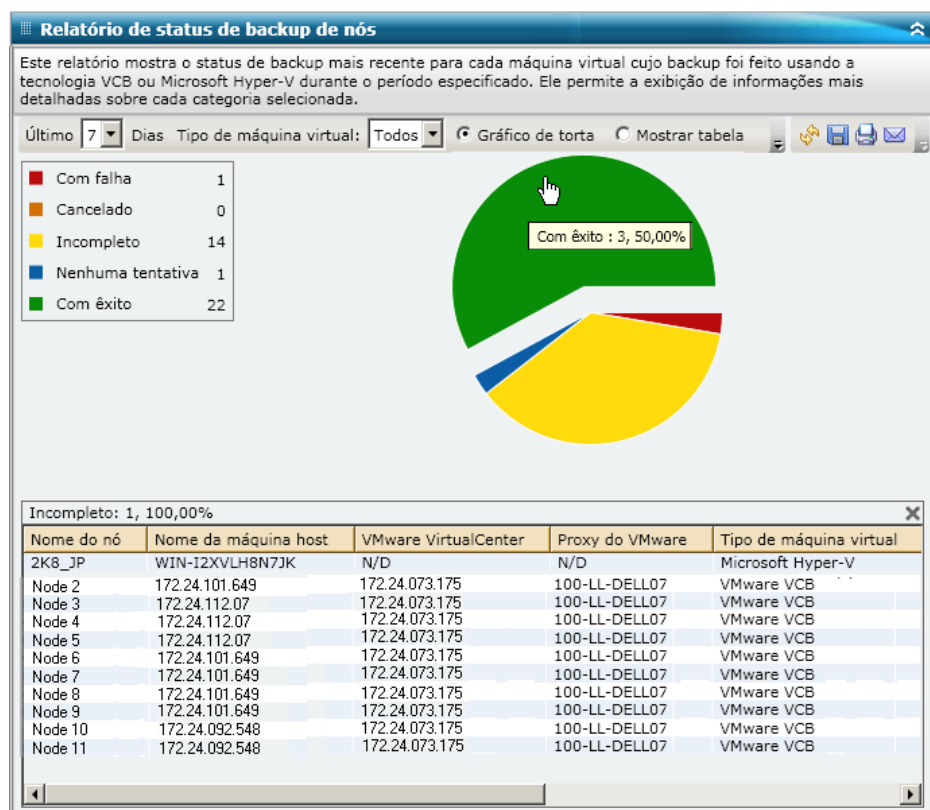 Relatório de status de backup de nós
Este relatório mostra o status de backup mais recente para cada máquina virtual cujo backup foi feito usando a
tecnologia VCB ou Microsoft Hyper-V durante o período especificado. Ele permite a exibição de informações mais
detalhadas sobre cada categoria selecionada.
Último 7 Dias Tipo de máquina virtual: Todos Gráfico de torta Mostrar tabela
Com falha 1
Cancelado 0
Incompleto 14
Nenhuma tentativa 1
Com êxito 22
Com êxito : 3, 50,00%
Incompleto: 1, 100,00%
Nome do nó Nome da máquina host VMware VirtualCenter Proxy do VMware Tipo de máquina virtual
2K8_JP WIN-I2XVLH8N7JK N/D N/D Microsoft Hyper-V
Node 2 172.24.101.649 172.24.073.175 100-LL-DELL07 VMware VCB
Node 3 172.24.112.07 172.24.073.175 100-LL-DELL07 VMware VCB
Node 4 172.24.112.07 172.24.073.175 100-LL-DELL07 VMware VCB
Node 5 172.24.112.07 172.24.073.175 100-LL-DELL07 VMware VCB
Node 6 172.24.101.649 172.24.073.175 100-LL-DELL07 VMware VCB
Node 7 172.24.101.649 172.24.073.175 100-LL-DELL07 VMware VCB
Node 8 172.24.101.649 172.24.073.175 100-LL-DELL07 VMware VCB
Node 9 172.24.101.649 172.24.073.175 100-LL-DELL07 VMware VCB
Node 10 172.24.092.548 172.24.073.175 100-LL-DELL07 VMware VCB
Node 11 172.24.092.548 172.24.073.175 100-LL-DELL07 VMware VCB